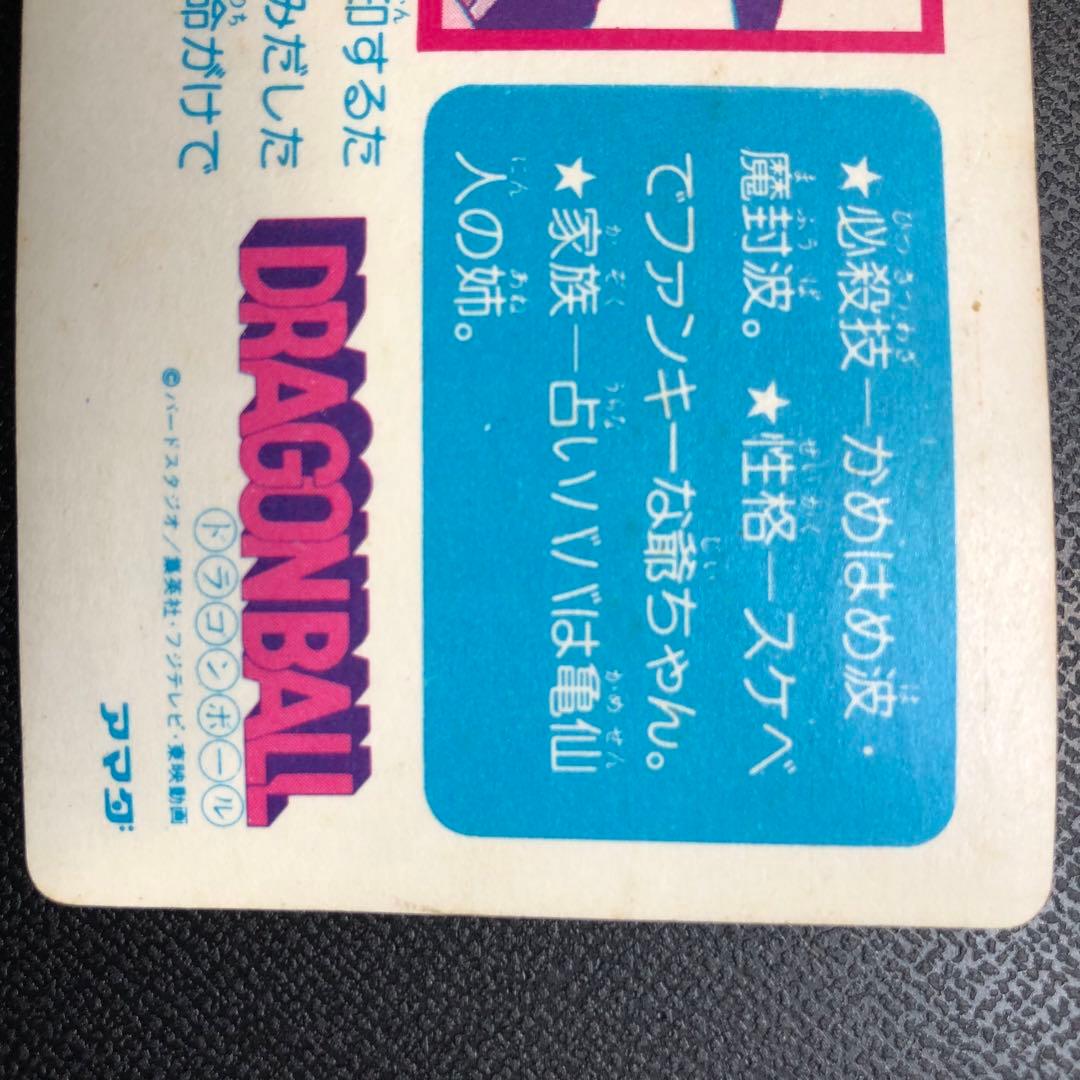 印するた
みだした
命がけで
★必殺技—かめはめ波・
魔封波。★性格—スケベ
でファンキーな爺ちゃん。
★家族—占いババは亀仙
人の姉。
DRAGONBALL
ドラゴンボール
©バードスタジオ/集英社・フジテレビ・東映動画
アマダ